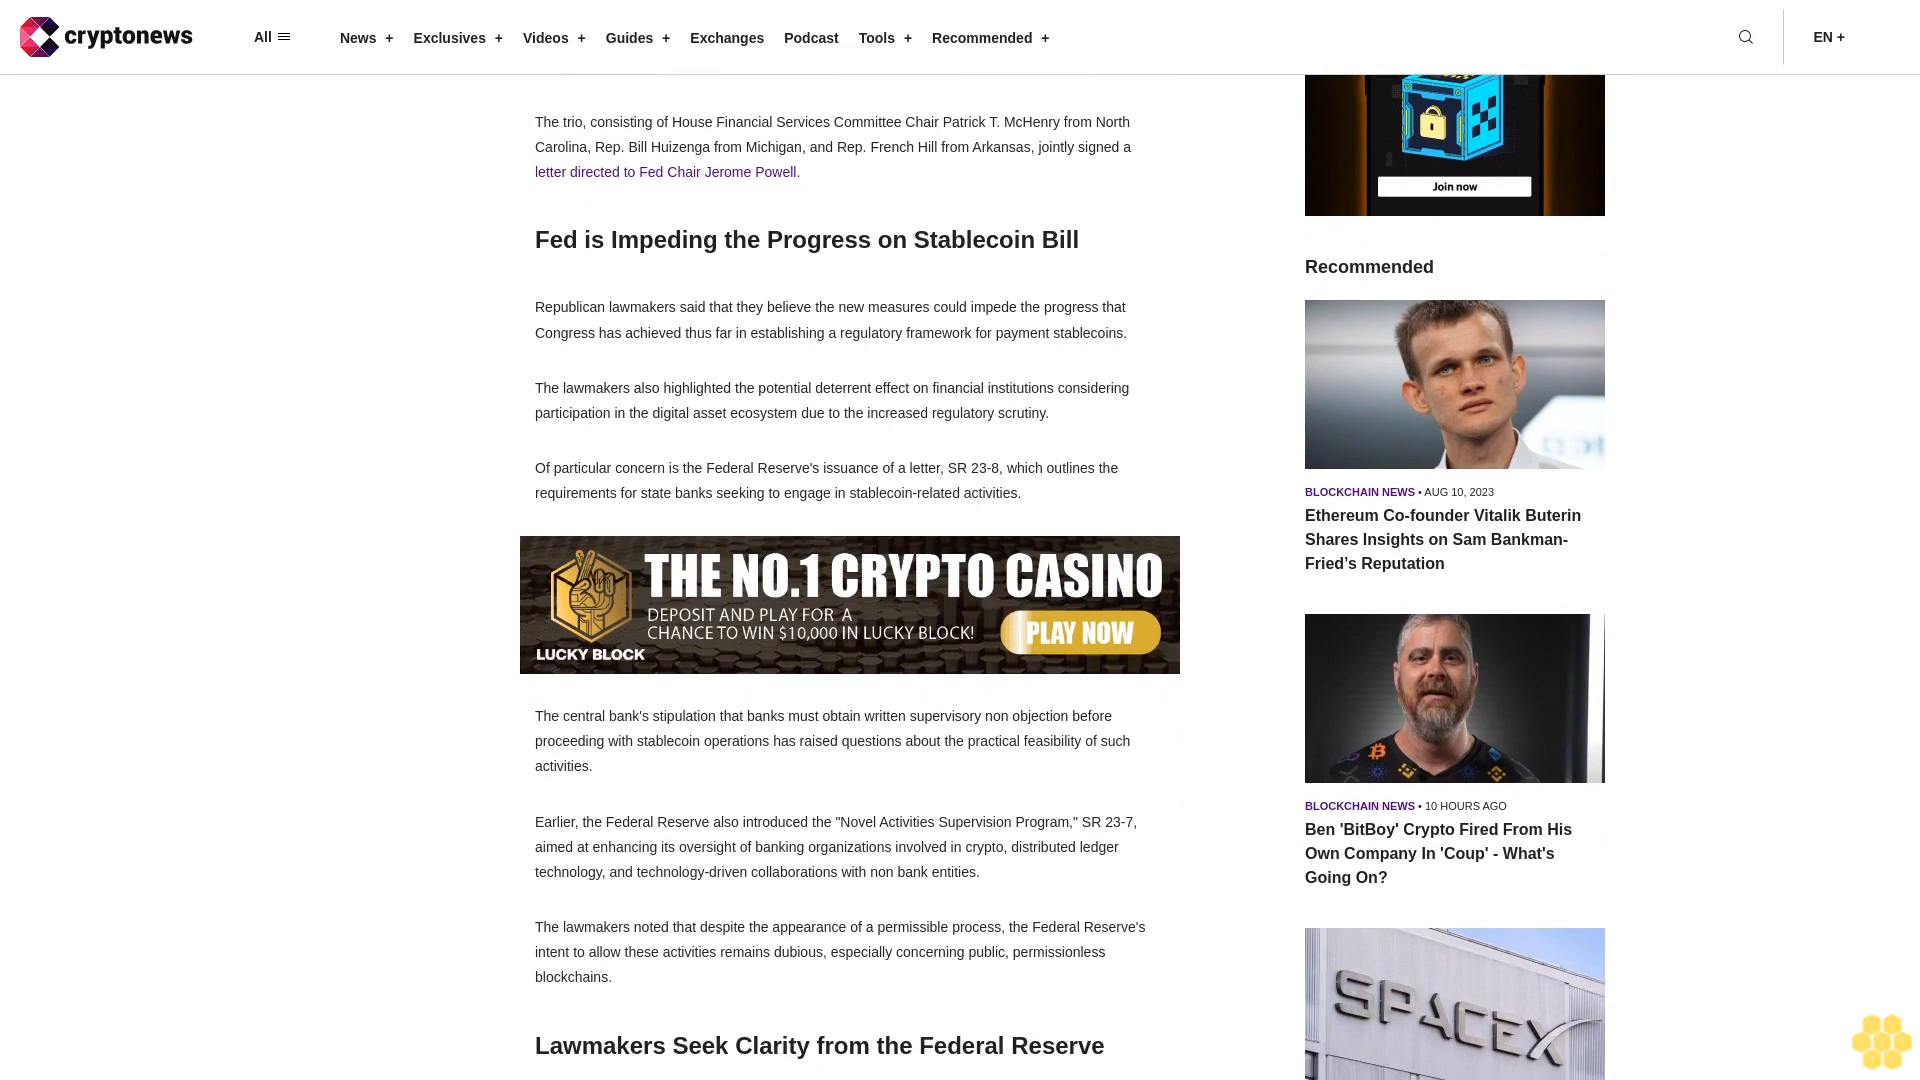 cryptonews
All
News +
Exclusives +
Videos +
Guides +
Exchanges
Podcast
Tools +
Recommended +
EN +
The trio, consisting of House Financial Services Committee Chair Patrick T. McHenry from North
Carolina, Rep. Bill Huizenga from Michigan, and Rep. French Hill from Arkansas, jointly signed a
letter directed to Fed Chair Jerome Powell.
Fed is Impeding the Progress on Stablecoin Bill
Republican lawmakers said that they believe the new measures could impede the progress that
Congress has achieved thus far in establishing a regulatory framework for payment stablecoins.
The lawmakers also highlighted the potential deterrent effect on financial institutions considering
participation in the digital asset ecosystem due to the increased regulatory scrutiny.
Of particular concern is the Federal Reserve's issuance of a letter, SR 23-8, which outlines the
requirements for state banks seeking to engage in stablecoin-related activities.
THE NO.1 CRYPTO CASINO
DEPOSIT AND PLAY FOR A
CHANCE TO WIN $10,000 IN LUCKY BLOCK!
PLAY NOW
LUCKY BLOCK
The central bank's stipulation that banks must obtain written supervisory non objection before
proceeding with stablecoin operations has raised questions about the practical feasibility of such
activities.
Earlier, the Federal Reserve also introduced the "Novel Activities Supervision Program," SR 23-7,
aimed at enhancing its oversight of banking organizations involved in crypto, distributed ledger
technology, and technology-driven collaborations with non bank entities.
The lawmakers noted that despite the appearance of a permissible process, the Federal Reserve's
intent to allow these activities remains dubious, especially concerning public, permissionless
blockchains.
Lawmakers Seek Clarity from the Federal Reserve
Join now
Recommended
BLOCKCHAIN NEWS • AUG 10, 2023
Ethereum Co-founder Vitalik Buterin
Shares Insights on Sam Bankman-
Fried’s Reputation
BLOCKCHAIN NEWS • 10 HOURS AGO
Ben 'BitBoy' Crypto Fired From His
Own Company In 'Coup' - What's
Going On?
SPACEX